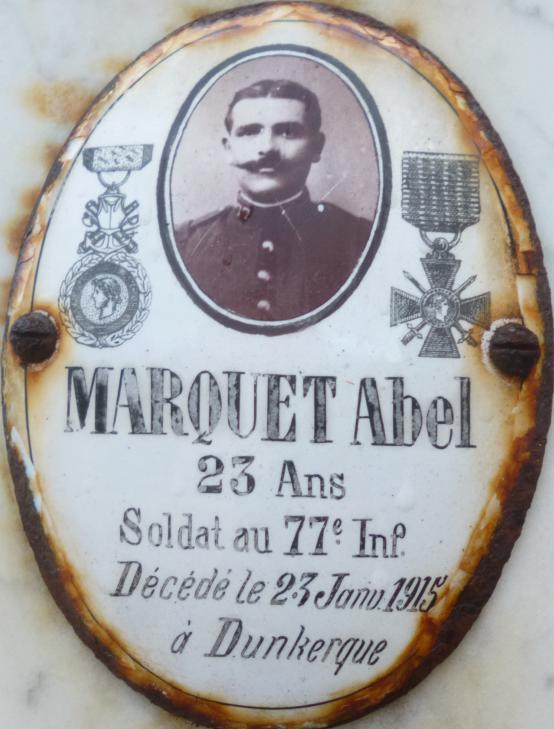 MARQUET Abel
23 Ans
Soldat au 77e Inf.
Décédé le 23 Janv. 1915
à Dunkerque